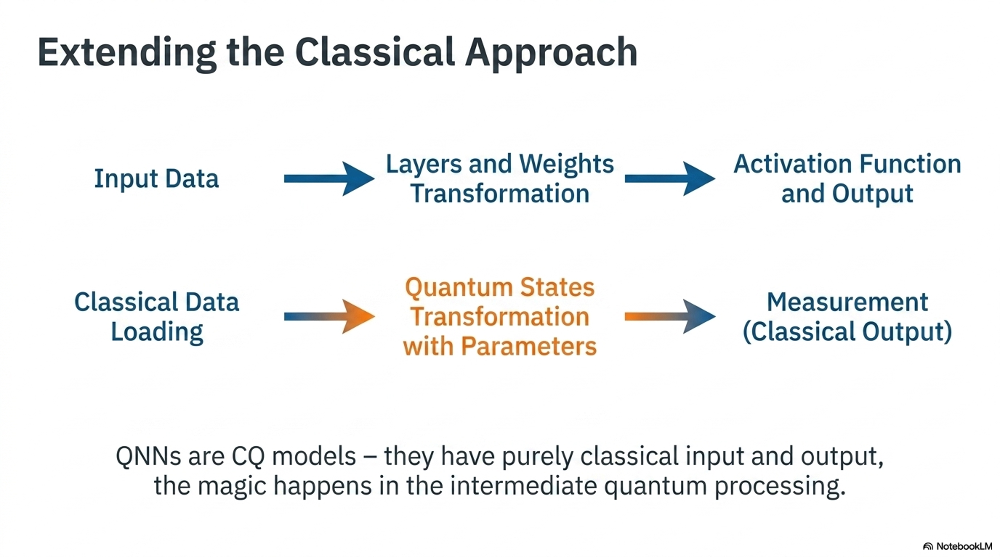 Extending the Classical Approach
Input Data
Layers and Weights
Transformation
Activation Function
and Output
Classical Data
Loading
Quantum States
Transformation
with Parameters
Measurement
(Classical Output)
QNNs are CQ models – they have purely classical input and output,
the magic happens in the intermediate quantum processing.
NotebookLM